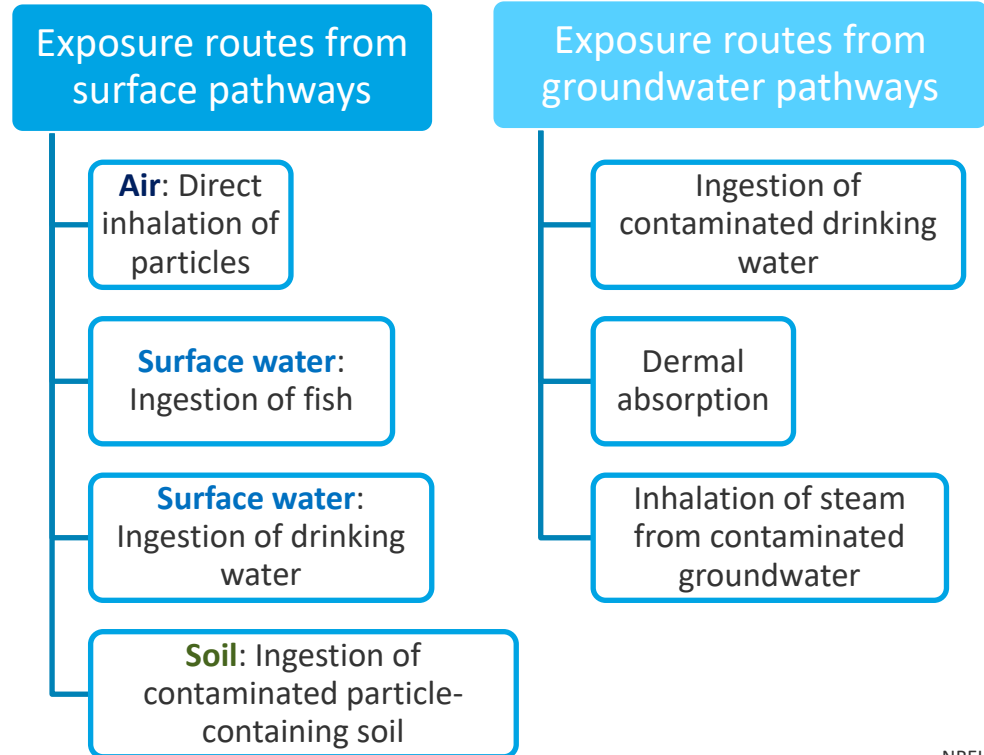 Exposure routes from
surface pathways
Air: Direct
inhalation of
particles
Surface water:
Ingestion of fish
Surface water:
Ingestion of drinking
water
Soil: Ingestion of
contaminated particle-
containing soil
Exposure routes from
groundwater pathways
Ingestion of
contaminated drinking
water
Dermal
absorption
Inhalation of steam
from contaminated
groundwater